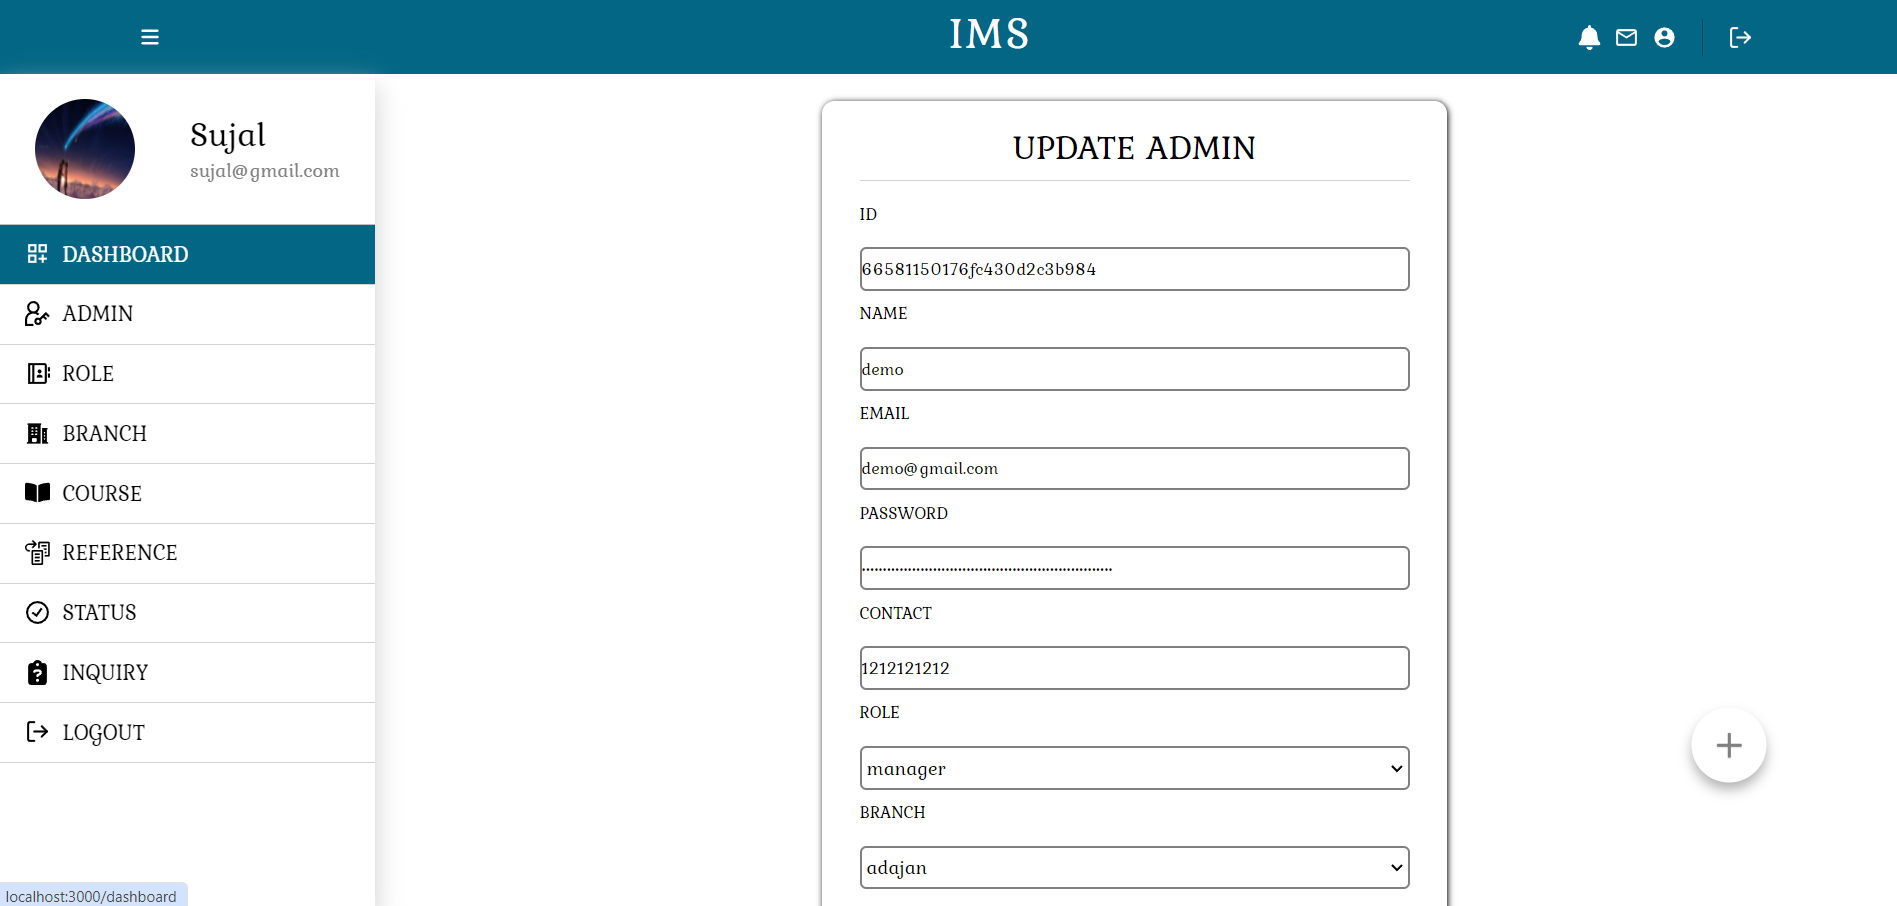 IMS
Sujal
sujal@gmail.com
DASHBOARD
ADMIN
ROLE
BRANCH
COURSE
REFERENCE
STATUS
INQUIRY
LOGOUT
UPDATE ADMIN
ID
66581150176fc430d2c3b984
NAME
demo
EMAIL
demo@gmail.com
PASSWORD
CONTACT
1212121212
ROLE
manager
BRANCH
adajan
localhost:3000/dashboard